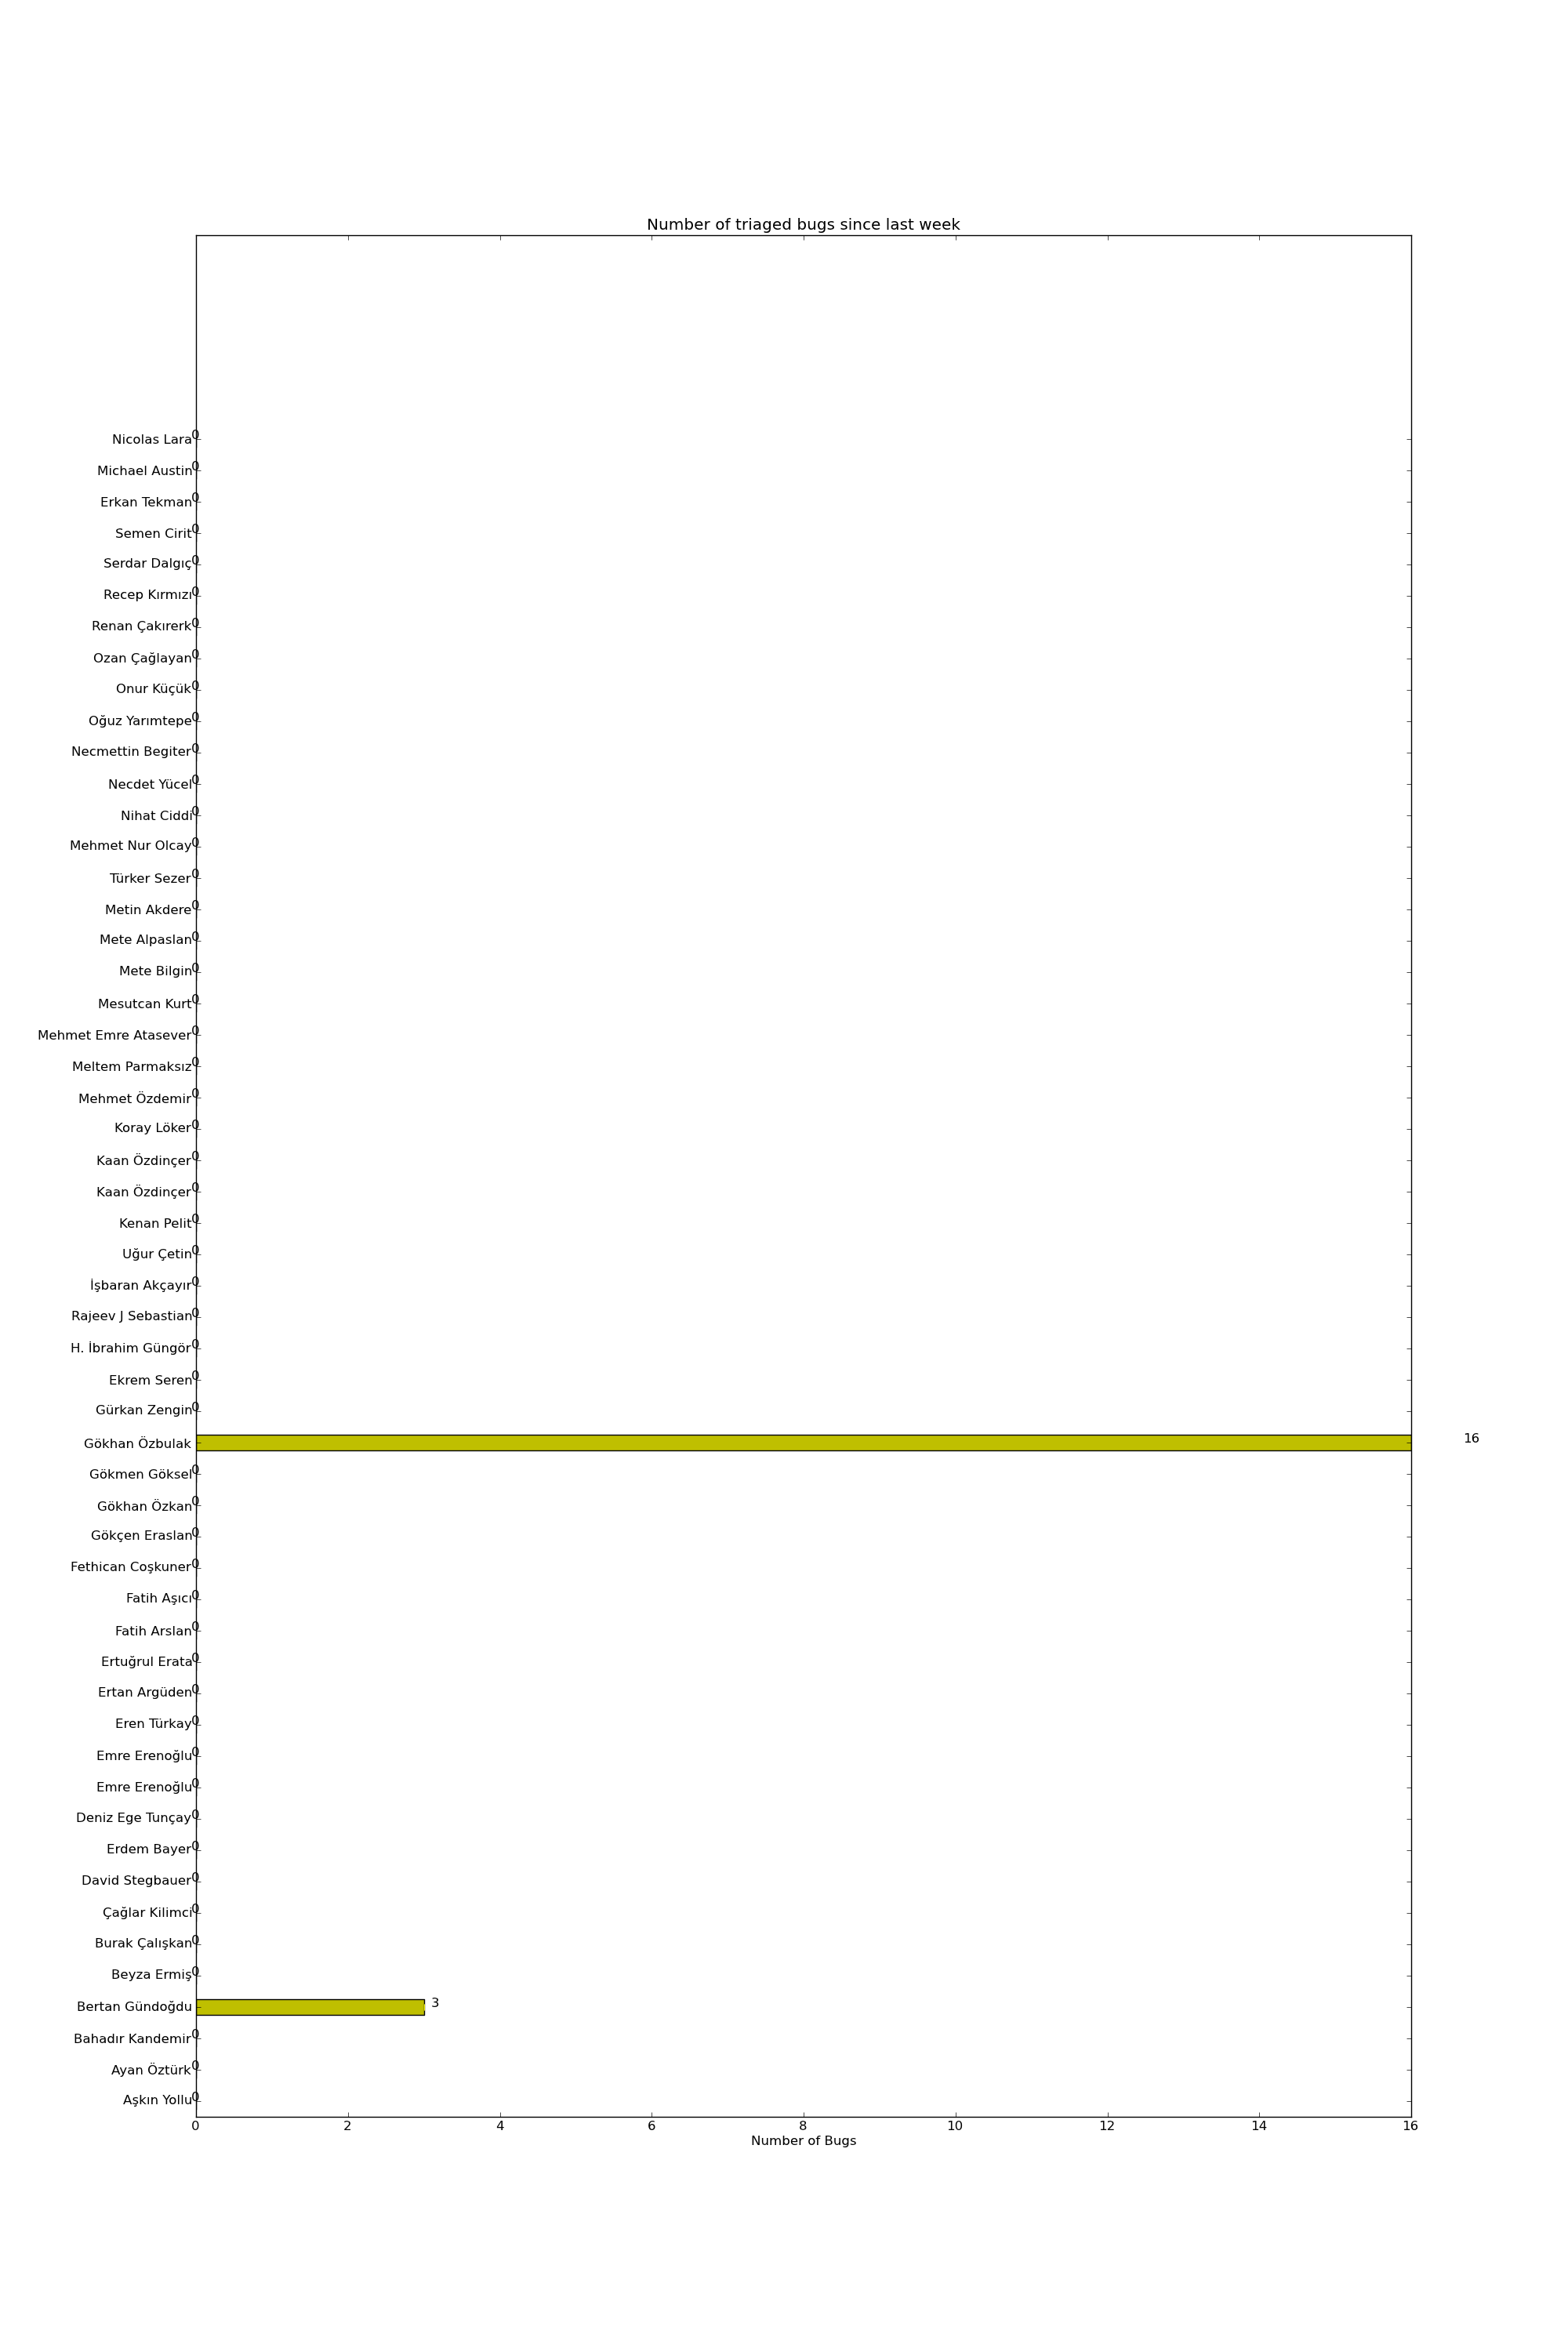 Number of triaged bugs since last week
Nicolas Lara 0
Michael Austin 0
Erkan Tekman 0
Semen Cirit 0
Serdar Dalgıç 0
Recep Kırmızı 0
Renan Çakırerk 0
Ozan Çağlayan 0
Onur Küçük 0
Oğuz Yarımtepe 0
Necmettin Begiter 0
Necdet Yücel 0
Nihat Ciddi 0
Mehmet Nur Olcay 0
Türker Sezer 0
Metin Akdere 0
Mete Alpaslan 0
Mete Bilgin 0
Mesutcan Kurt 0
Mehmet Emre Atasever 0
Meltem Parmaksız 0
Mehmet Özdemir 0
Koray Löker 0
Kaan Özdinçer 0
Kaan Özdinçer 0
Kenan Pelit 0
Uğur Çetin 0
İşbaran Akçayır 0
Rajeev J Sebastian 0
H. İbrahim Güngör 0
Ekrem Seren 0
Gürkan Zengin 0
Gökhan Özbulak 16
Gökmen Göksel 0
Gökhan Özkan 0
Gökçen Eraslan 0
Fethican Coşkuner 0
Fatih Aşıcı 0
Fatih Arslan 0
Ertuğrul Erata 0
Ertan Argüden 0
Eren Türkay 0
Emre Erenoğlu 0
Emre Erenoğlu 0
Deniz Ege Tunçay 0
Erdem Bayer 0
David Stegbauer 0
Çağlar Kilimci 0
Burak Çalışkan 0
Beyza Ermiş 0
Bertan Gündoğdu 3
Bahadır Kandemir 0
Ayan Öztürk 0
Aşkın Yollu 0
0 2 4 6 8 10 12 14 16
Number of Bugs